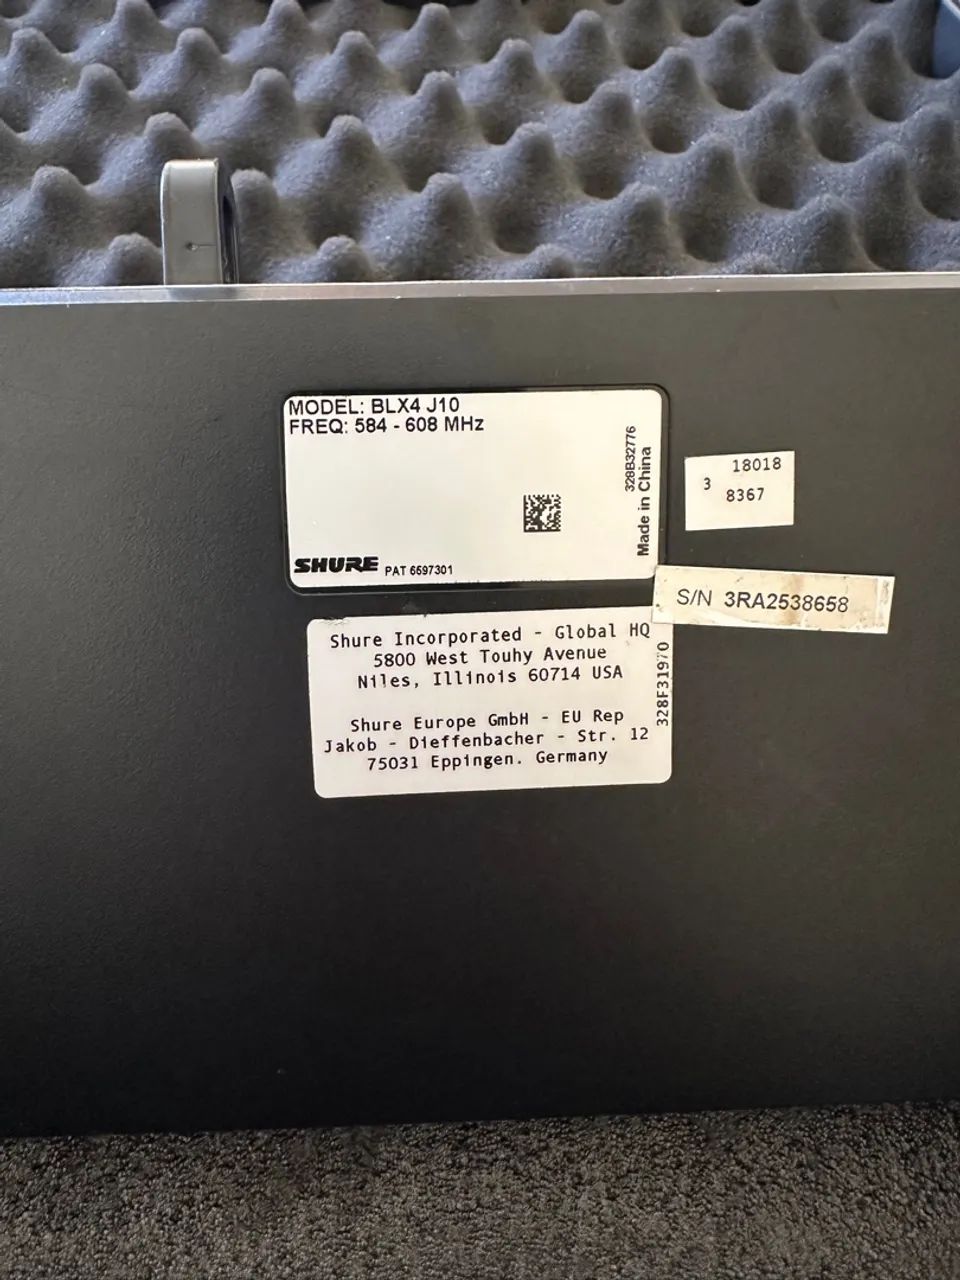 MODEL: BLX4 J10
FREQ: 584 - 608 MHz
328B32776
Made in China
SHURE PAT 6697301
18018
3 8367
S/N 3RA2538658
Shure Incorporated - Global HQ
5800 West Touhy Avenue
Niles, Illinois 60714 USA
Shure Europe GmbH - EU Rep
Jakob - Dieffenbacher - Str. 12
75031 Eppingen. Germany
328F31970